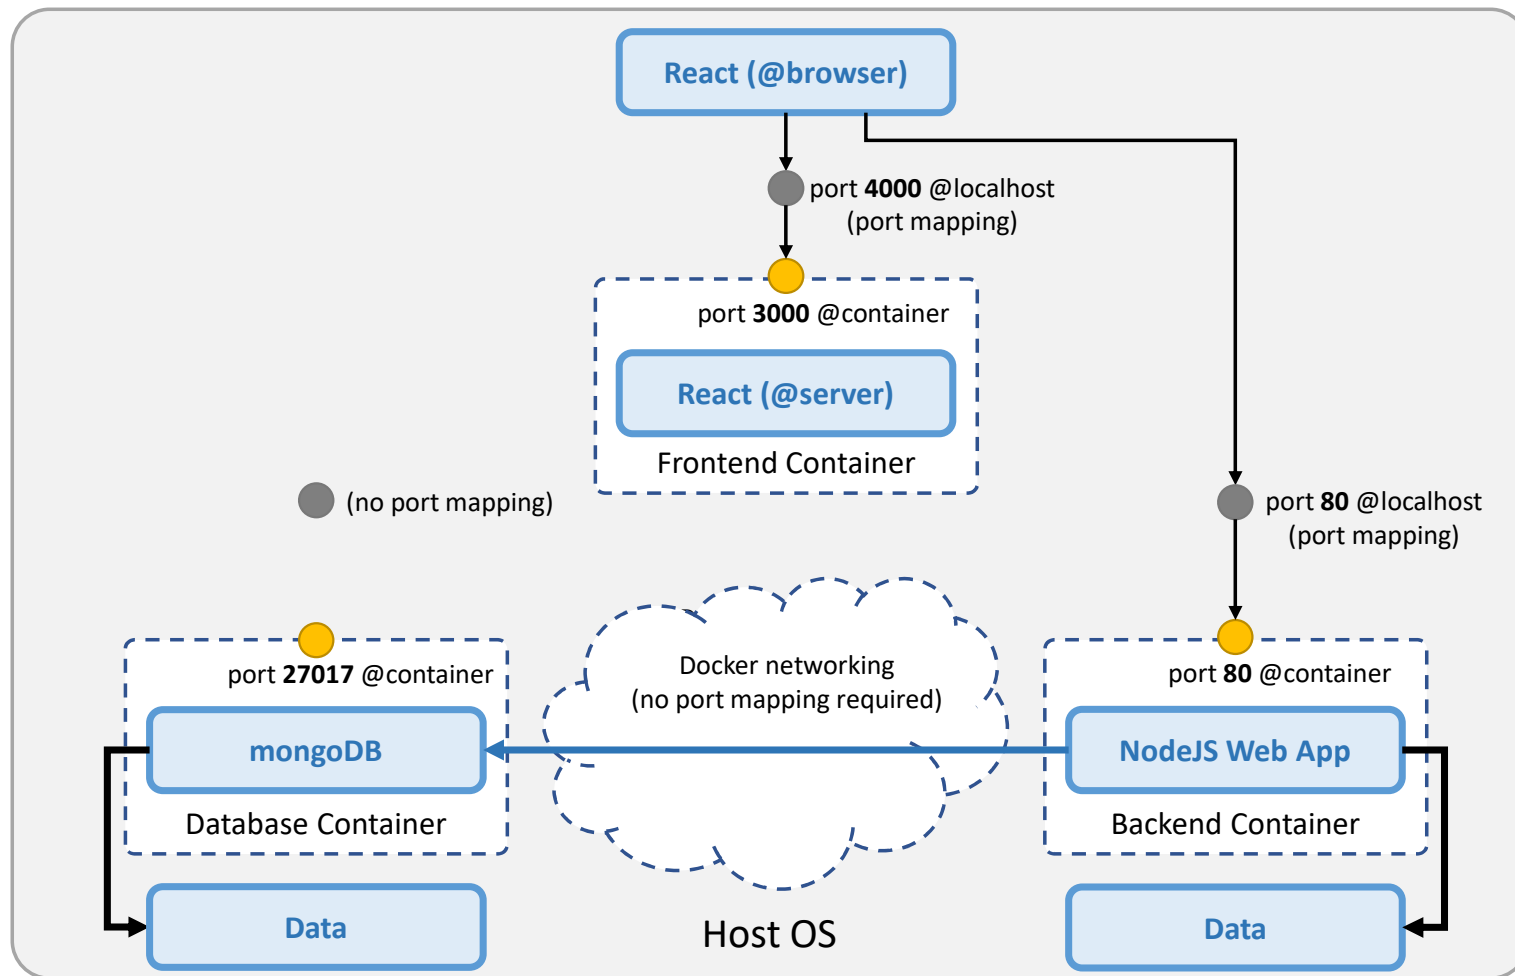 React (@browser)
port 4000 @localhost
(port mapping)
port 3000 @container
React (@server)
Frontend Container
(no port mapping)
port 80 @localhost
(port mapping)
port 27017 @container
Docker networking
(no port mapping required)
port 80 @container
mongoDB
NodeJS Web App
Database Container
Backend Container
Data
Host OS
Data